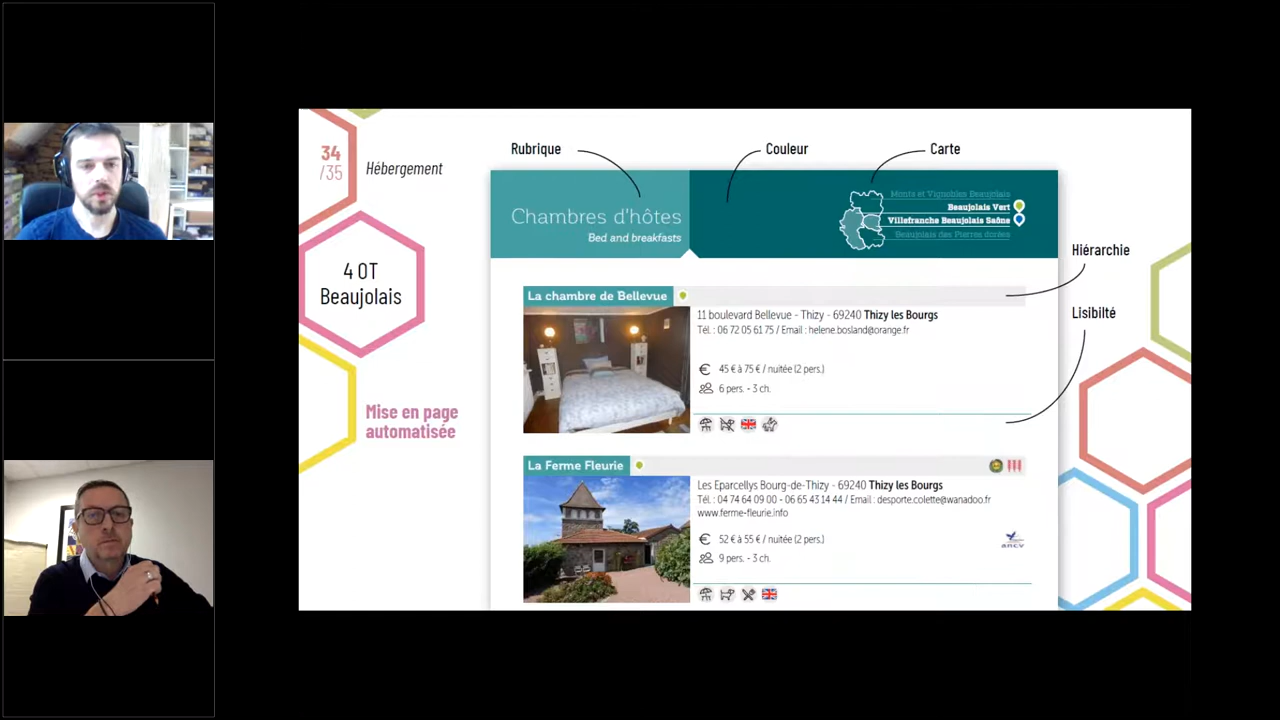 34
/35
Hébergement
4 OT
Beaujolais
Mise en page
automatisée
Rubrique
Couleur
Carte
Hiérarchie
Lisibilté
Chambres d'hôtes
Bed and breakfasts
Monts et Vignobles Beaujolais
Beaujolais Vert
Villefranche Beaujolais Saône
Beaujolais des Pierres dorées
La chambre de Bellevue
11 boulevard Bellevue - Thizy - 69240 Thizy les Bourgs
Tél. : 06 72 05 61 75 / Email : helene.bosland@orange.fr
€ 45 € à 75 € / nuitée (2 pers.)
6 pers. - 3 ch.
La Ferme Fleurie
Les Eparcellys Bourg-de-Thizy - 69240 Thizy les Bourgs
Tél. : 04 74 64 09 00 - 06 65 43 14 44 / Email : desporte.colette@wanadoo.fr
www.ferme-fleurie.info
€ 52 € à 55 € / nuitée (2 pers.)
9 pers. - 3 ch.
ancv